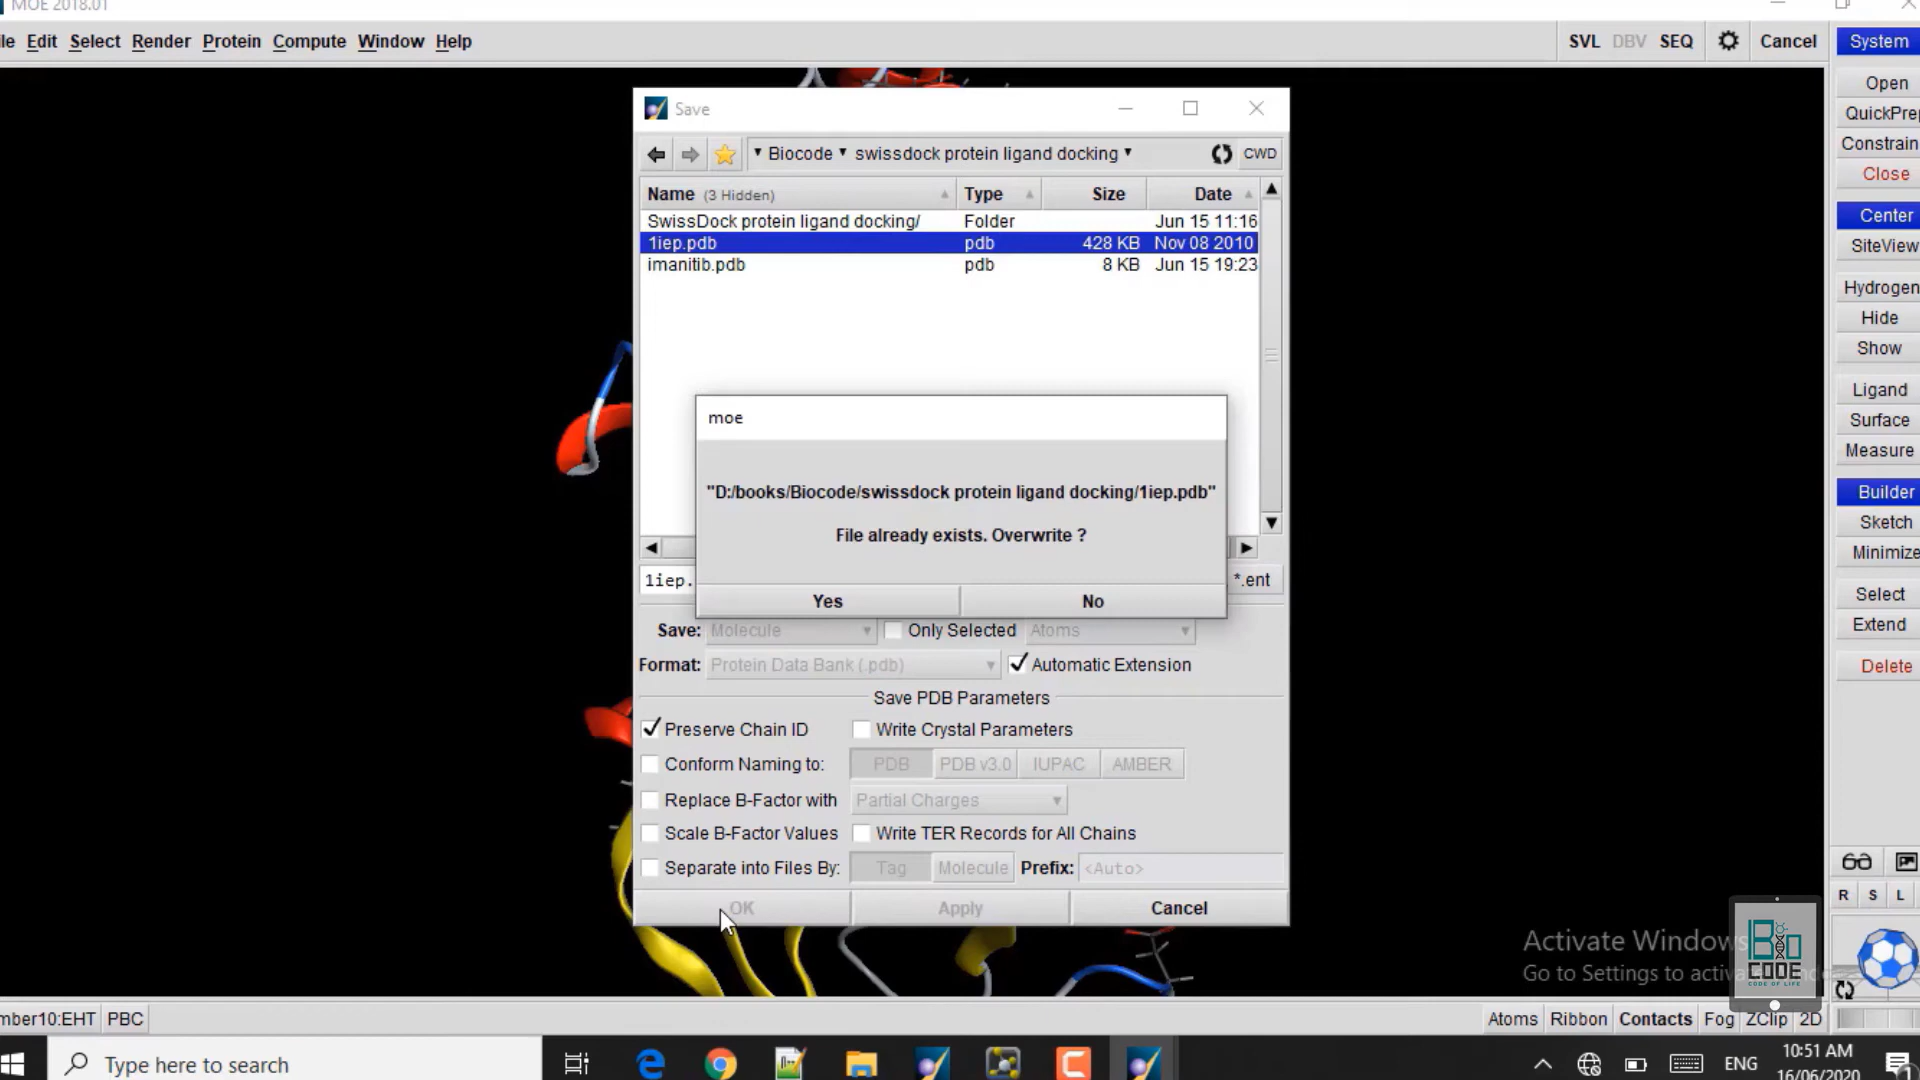 MOE 2018.01
ile Edit Select Render Protein Compute Window Help
SVL DBV SEQ Cancel
System
Open
QuickPrep
Constrain
Close
Center
SiteView
Hydrogen
Hide
Show
Ligand
Surface
Measure
Builder
Sketch
Minimize
Select
Extend
Delete
R S L
Save
Biocode swissdock protein ligand docking CWD
Name (3 Hidden) Type Size Date
SwissDock protein ligand docking/ Folder Jun 15 11:16
1iep.pdb pdb 428 KB Nov 08 2010
imanitib.pdb pdb 8 KB Jun 15 19:23
moe
"D:/books/Biocode/swissdock protein ligand docking/1iep.pdb"
File already exists. Overwrite ?
Yes No
1iep. *.ent
Save: Molecule Only Selected Atoms
Format: Protein Data Bank (.pdb) Automatic Extension
Save PDB Parameters
Preserve Chain ID Write Crystal Parameters
Conform Naming to: PDB PDB v3.0 IUPAC AMBER
Replace B-Factor with Partial Charges
Scale B-Factor Values Write TER Records for All Chains
Separate into Files By: Tag Molecule Prefix: <Auto>
OK Apply Cancel
Activate Windows
Go to Settings to activa
BIO
CODE
CODE OF LIFE
mber10:EHT PBC
Atoms Ribbon Contacts Fog ZClip 2D
Type here to search
ENG
10:51 AM
16/06/2020
1